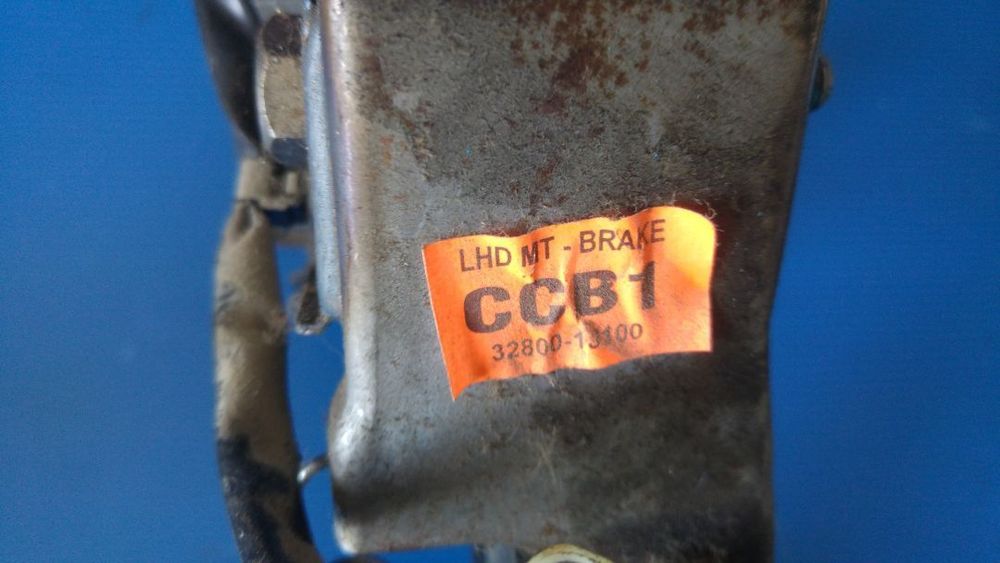 LHD MT - BRAKE
CCB1
32800-1J100